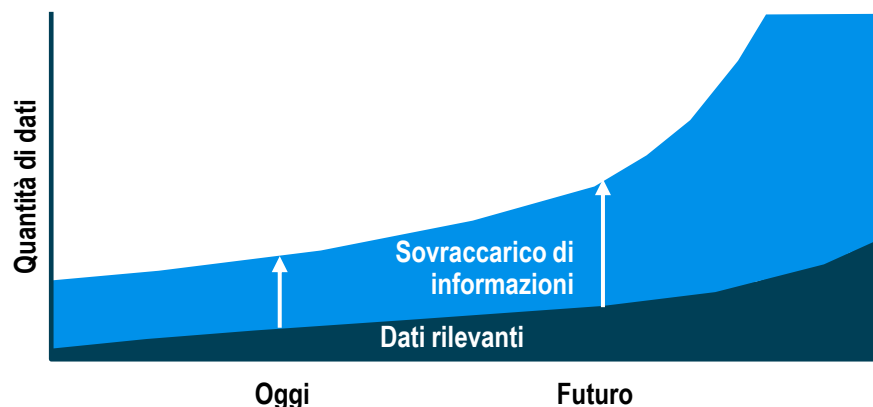 Quantità di dati
Sovraccarico di
informazioni
Dati rilevanti
Oggi
Futuro